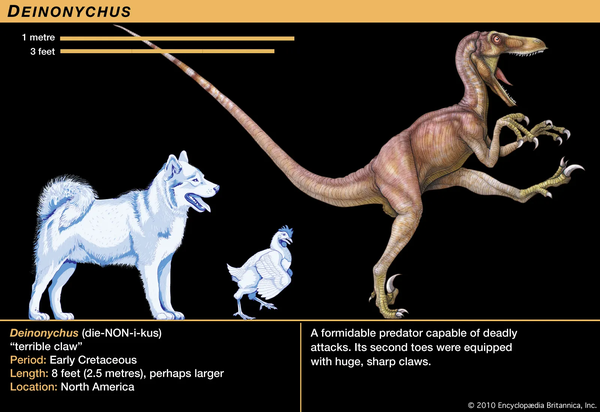 DEINONYCHUS
1 metre
3 feet
Deinonychus (die-NON-i-kus)
“terrible claw”
Period: Early Cretaceous
Length: 8 feet (2.5 metres), perhaps larger
Location: North America
A formidable predator capable of deadly
attacks. Its second toes were equipped
with huge, sharp claws.
© 2010 Encyclopædia Britannica, Inc.